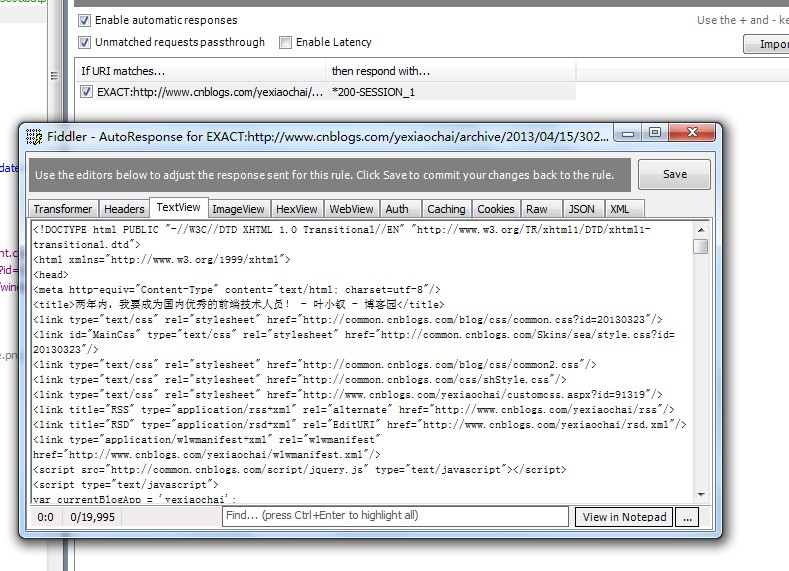 Enable automatic responses
Use the + and - ke
Unmatched requests passthrough
Enable Latency
Impor
If URI matches...
then respond with...
EXACT:http://www.cnblogs.com/yexiaochai/...
*200-SESSION_1
Fiddler - AutoResponse for EXACT:http://www.cnblogs.com/yexiaochai/archive/2013/04/15/302...
Use the editors below to adjust the response sent for this rule. Click Save to commit your changes back to the rule.
Save
Transformer
Headers
TextView
ImageView
HexView
WebView
Auth
Caching
Cookies
Raw
JSON
XML
<!DOCTYPE html PUBLIC "-//W3C//DTD XHTML 1.0 Transitional//EN" "http://www.w3.org/TR/xhtml1/DTD/xhtml1-
transitional.dtd">
<html xmlns="http://www.w3.org/1999/xhtml">
<head>
<meta http-equiv="Content-Type" content="text/html; charset=utf-8"/>
<title>两年内，我要成为国内优秀的前端技术人员！ - 叶小钗 - 博客园</title>
<link type="text/css" rel="stylesheet" href="http://common.cnblogs.com/blog/css/common.css?id=20130323"/>
<link id="MainCss" type="text/css" rel="stylesheet" href="http://common.cnblogs.com/Skins/sea/style.css?id=
20130323"/>
<link type="text/css" rel="stylesheet" href="http://common.cnblogs.com/blog/css/common2.css"/>
<link type="text/css" rel="stylesheet" href="http://common.cnblogs.com/css/shStyle.css"/>
<link type="text/css" rel="stylesheet" href="http://www.cnblogs.com/yexiaochai/customcss.aspx?id=91319"/>
<link title="RSS" type="application/rss+xml" rel="alternate" href="http://www.cnblogs.com/yexiaochai/rss"/>
<link title="RSD" type="application/rsd+xml" rel="EditURI" href="http://www.cnblogs.com/yexiaochai/rsd.xml"/>
<link type="application/wlwmanifest+xml" rel="wlwmanifest"
href="http://www.cnblogs.com/yexiaochai/wlwmanifest.xml"/>
<script src="http://common.cnblogs.com/script/jquery.js" type="text/javascript"></script>
<script type="text/javascript">
var currentBlogApp = 'yexiaochai';
0:0
0/19,995
Find... (press Ctrl+Enter to highlight all)
View in Notepad
...
date
nt.c
?id=
/wind
e.pn